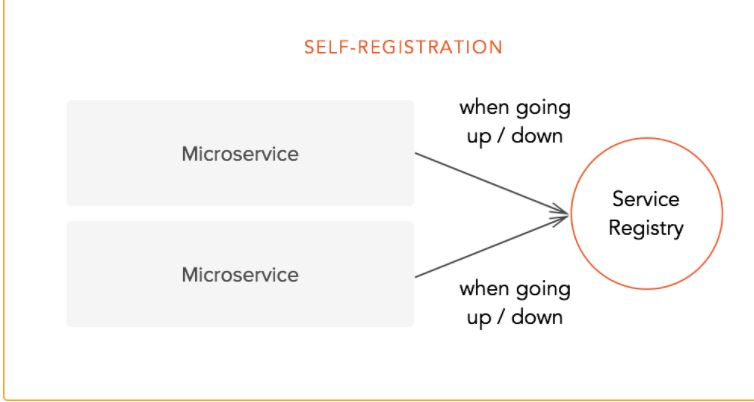 SELF-REGISTRATION
when going
up / down
Microservice
Service
Registry
Microservice
when going
up / down